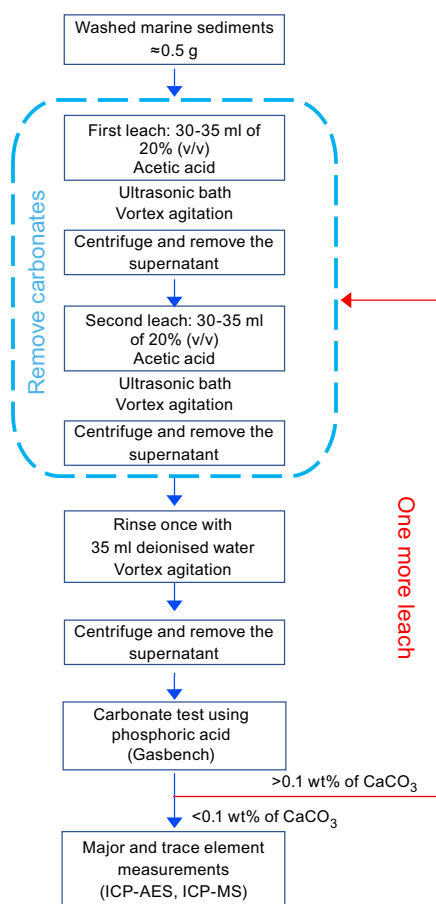 Washed marine sediments
≈0.5 g
Remove carbonates
First leach: 30-35 ml of
20% (v/v)
Acetic acid
Ultrasonic bath
Vortex agitation
Centrifuge and remove the
supernatant
Second leach: 30-35 ml
of 20% (v/v)
Acetic acid
Ultrasonic bath
Vortex agitation
Centrifuge and remove the
supernatant
Rinse once with
35 ml deionised water
Vortex agitation
One more leach
Centrifuge and remove the
supernatant
Carbonate test using
phosphoric acid
(Gasbench)
>0.1 wt% of CaCO₃
<0.1 wt% of CaCO₃
Major and trace element
measurements
(ICP-AES, ICP-MS)